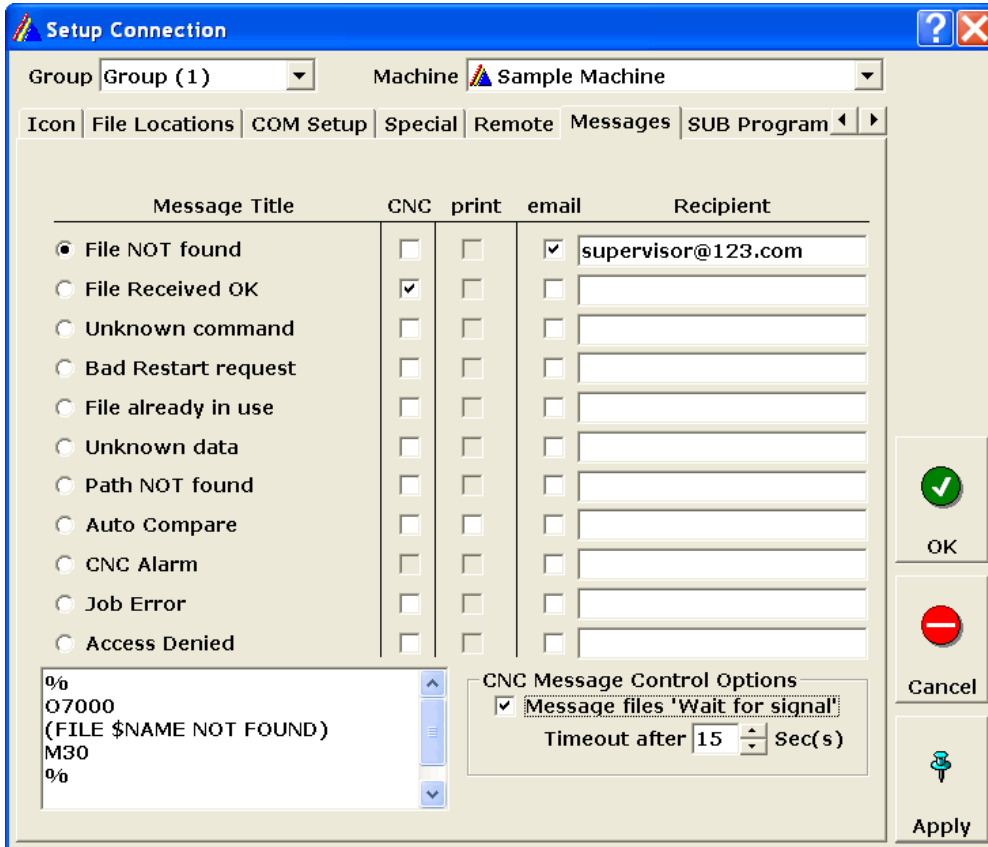 Setup Connection
Group Group (1) Machine Sample Machine
Icon File Locations COM Setup Special Remote Messages SUB Program
Message Title CNC print email Recipient
File NOT found supervisor@123.com
File Received OK
Unknown command
Bad Restart request
File already in use
Unknown data
Path NOT found
Auto Compare
CNC Alarm
Job Error
Access Denied
%
O7000
(FILE $NAME NOT FOUND)
M30
%
CNC Message Control Options
Message files 'Wait for signal'
Timeout after 15 Sec(s)
OK
Cancel
Apply